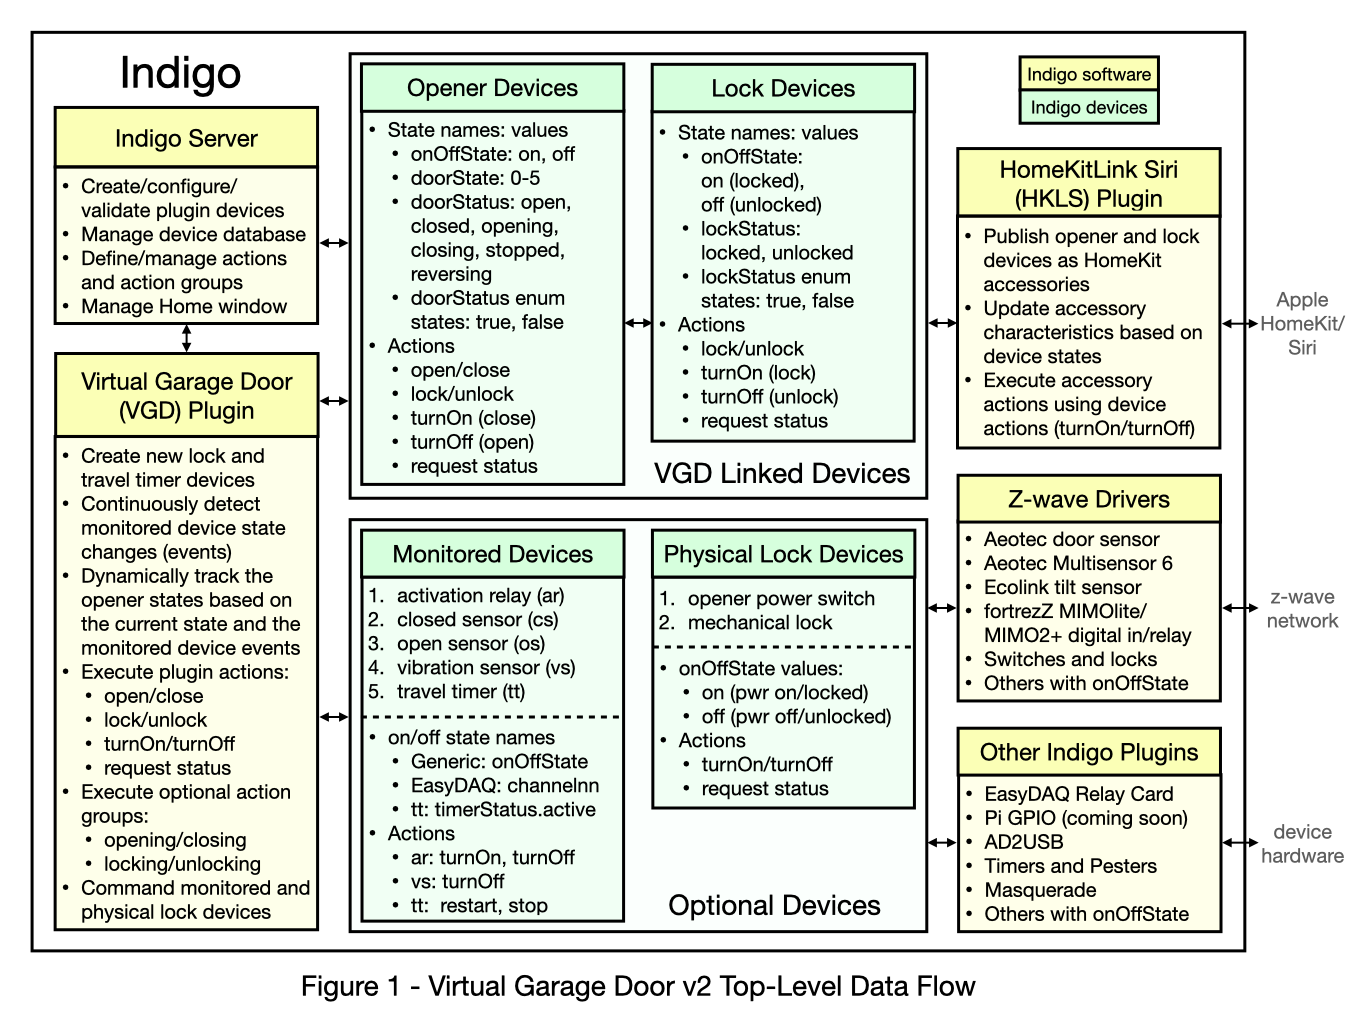 Indigo
Indigo Server
• Create/configure/
validate plugin devices
• Manage device database
• Define/manage actions
and action groups
• Manage Home window
Virtual Garage Door
(VGD) Plugin
• Create new lock and
travel timer devices
• Continuously detect
monitored device state
changes (events)
• Dynamically track the
opener states based on
the current state and the
monitored device events
• Execute plugin actions:
• open/close
• lock/unlock
• turnOn/turnOff
• request status
• Execute optional action
groups:
• opening/closing
• locking/unlocking
• Command monitored and
physical lock devices
Opener Devices
• State names: values
• onOffState: on, off
• doorState: 0-5
• doorStatus: open,
closed, opening,
closing, stopped,
reversing
• doorStatus enum
states: true, false
• Actions
• open/close
• lock/unlock
• turnOn (close)
• turnOff (open)
• request status
Lock Devices
• State names: values
• onOffState:
on (locked),
off (unlocked)
• lockStatus:
locked, unlocked
• lockStatus enum
states: true, false
• Actions
• lock/unlock
• turnOn (lock)
• turnOff (unlock)
• request status
VGD Linked Devices
Monitored Devices
1. activation relay (ar)
2. closed sensor (cs)
3. open sensor (os)
4. vibration sensor (vs)
5. travel timer (tt)
• on/off state names
• Generic: onOffState
• EasyDAQ: channelnn
• tt: timerStatus.active
• Actions
• ar: turnOn, turnOff
• vs: turnOff
• tt: restart, stop
Physical Lock Devices
1. opener power switch
2. mechanical lock
• onOffState values:
• on (pwr on/locked)
• off (pwr off/unlocked)
• Actions
• turnOn/turnOff
• request status
Optional Devices
Indigo software
Indigo devices
HomeKitLink Siri
(HKLS) Plugin
• Publish opener and lock
devices as HomeKit
accessories
• Update accessory
characteristics based on
device states
• Execute accessory
actions using device
actions (turnOn/turnOff)
Apple
HomeKit/
Siri
Z-wave Drivers
• Aeotec door sensor
• Aeotec Multisensor 6
• Ecolink tilt sensor
• fortrezZ MIMOlite/
MIMO2+ digital in/relay
• Switches and locks
• Others with onOffState
z-wave
network
Other Indigo Plugins
• EasyDAQ Relay Card
• Pi GPIO (coming soon)
• AD2USB
• Timers and Pesters
• Masquerade
• Others with onOffState
device
hardware
Figure 1 - Virtual Garage Door v2 Top-Level Data Flow